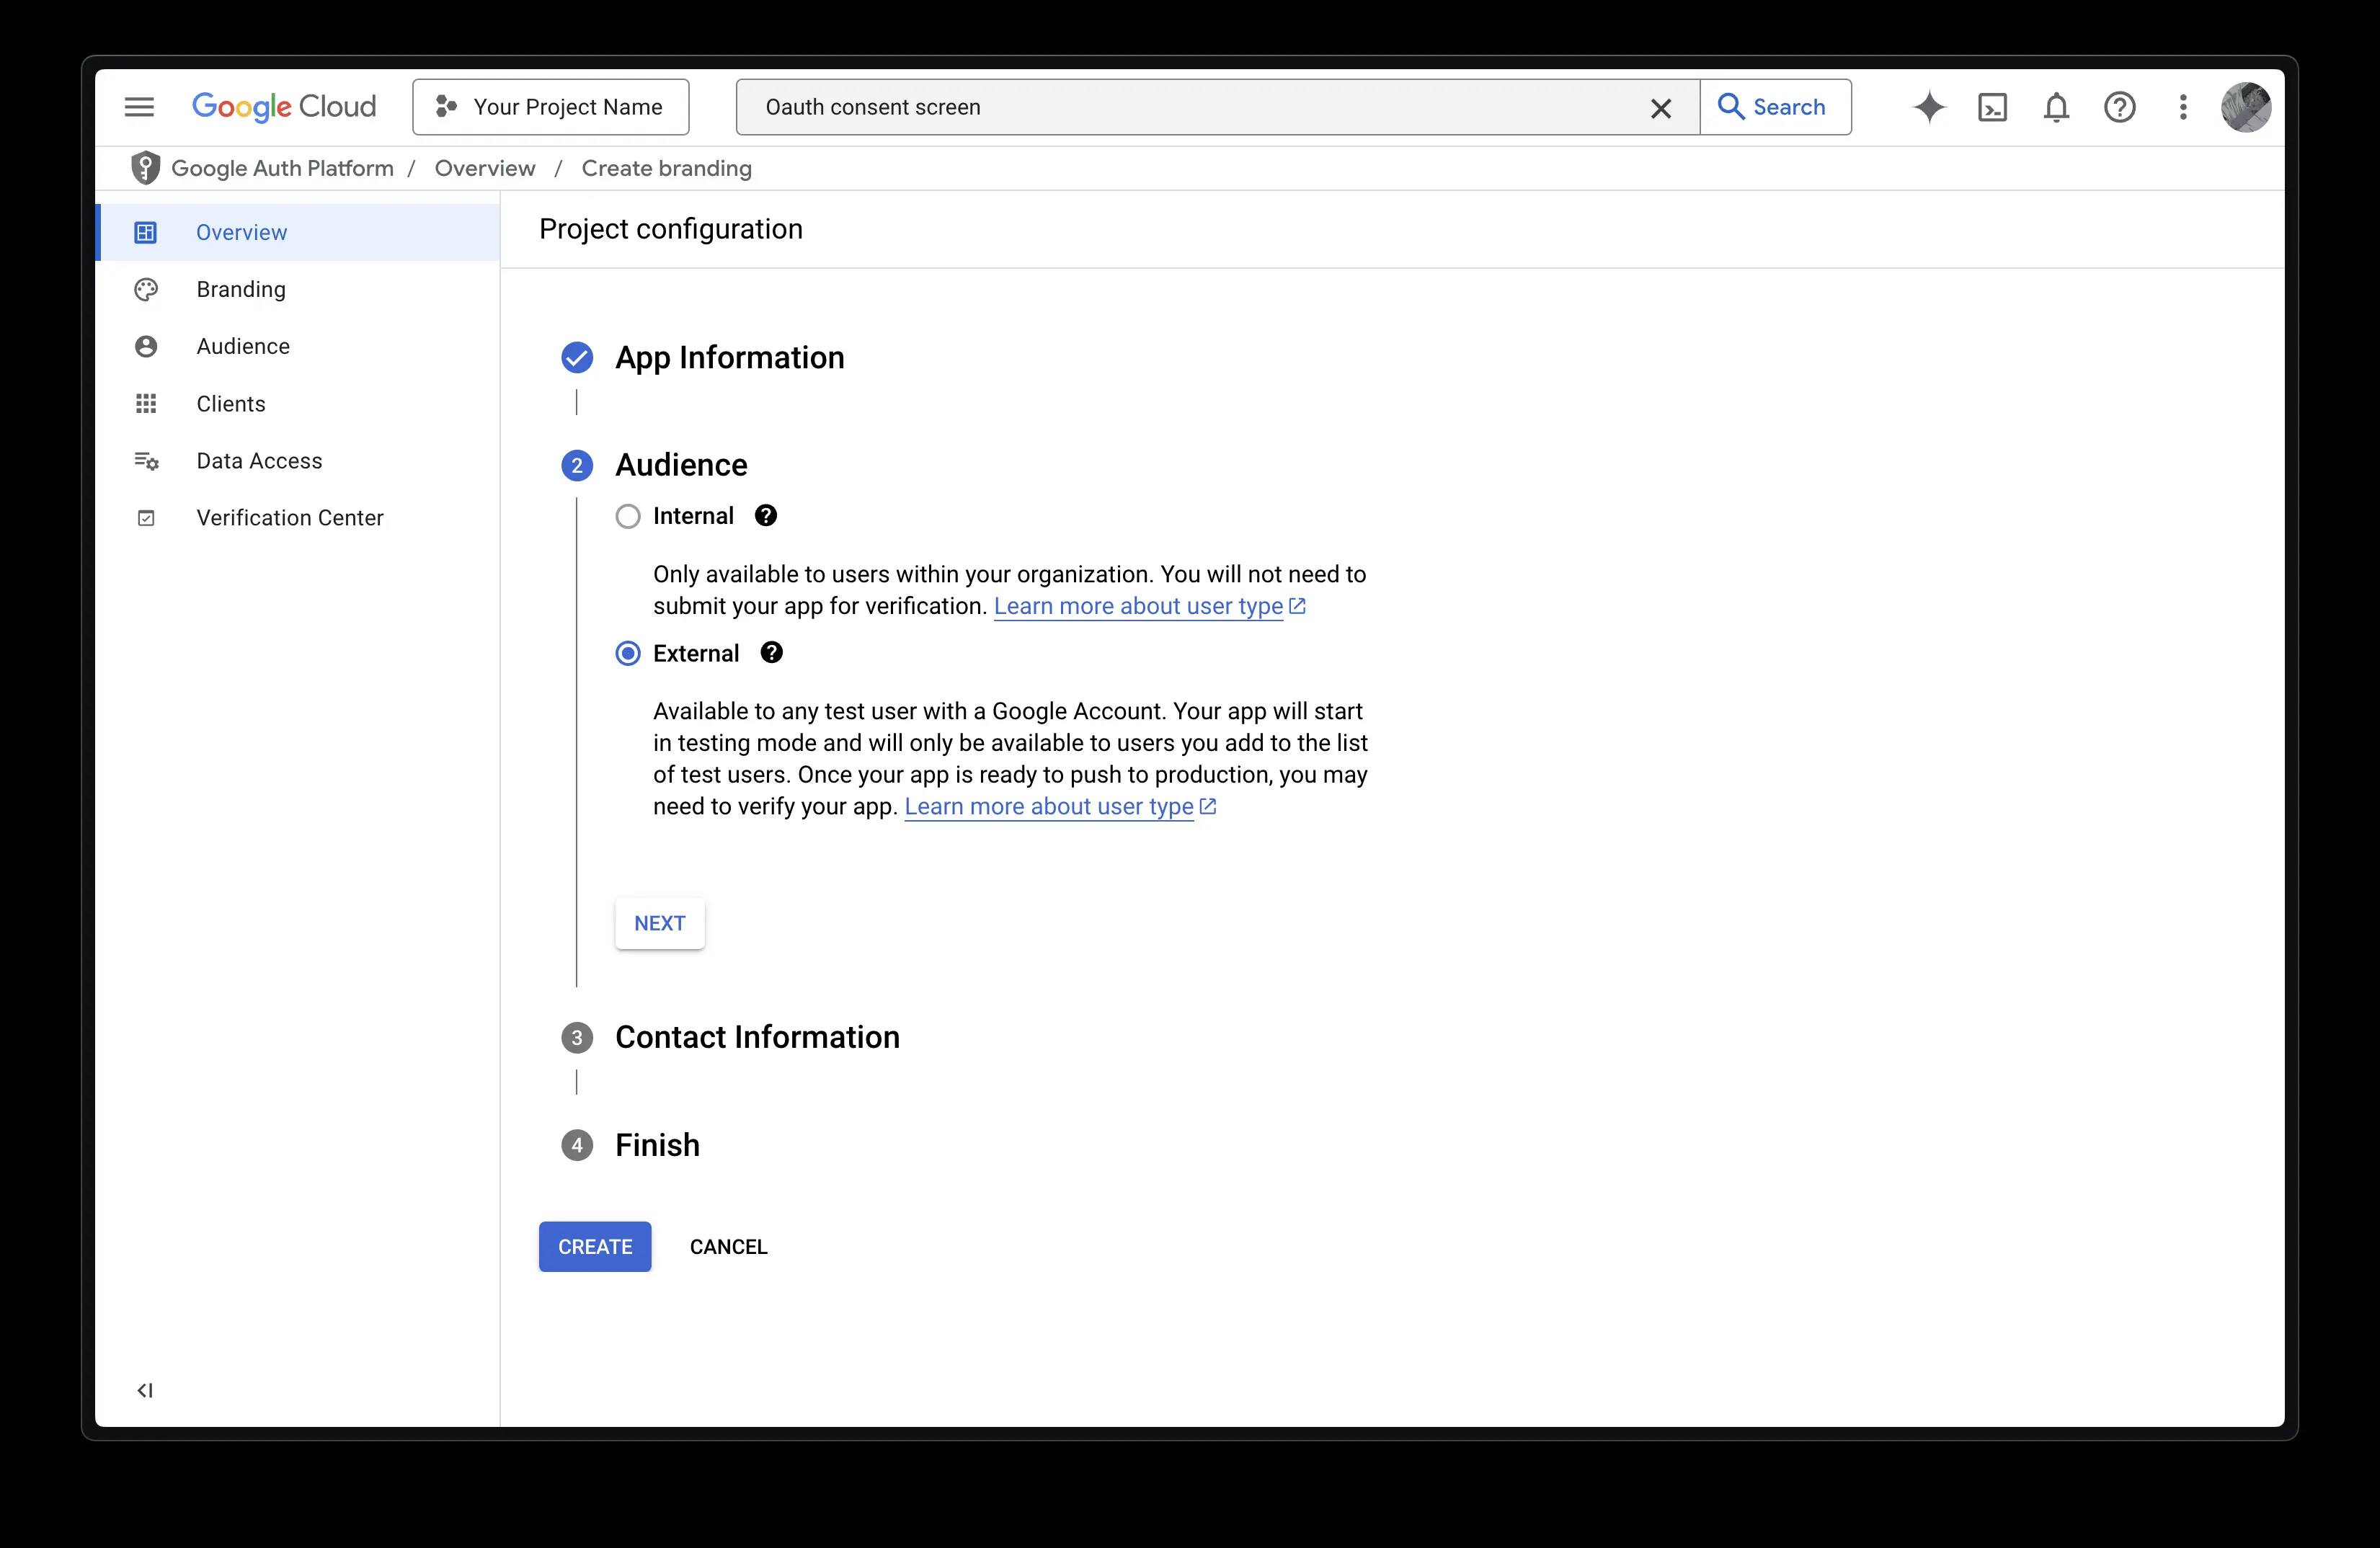 Google Cloud
Your Project Name
Oauth consent screen
Search
Google Auth Platform / Overview / Create branding
Overview
Branding
Audience
Clients
Data Access
Verification Center
Project configuration
App Information
2 Audience
Internal
Only available to users within your organization. You will not need to
submit your app for verification. Learn more about user type
External
Available to any test user with a Google Account. Your app will start
in testing mode and will only be available to users you add to the list
of test users. Once your app is ready to push to production, you may
need to verify your app. Learn more about user type
NEXT
3 Contact Information
4 Finish
CREATE
CANCEL